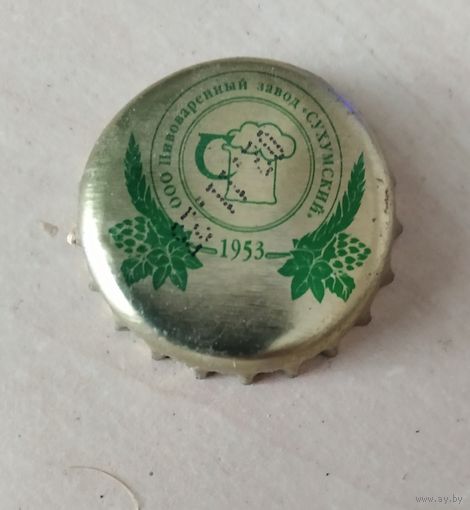 ООО Пивоваренный завод «СУХУМСКИЙ»
С
1953
www.ay.by